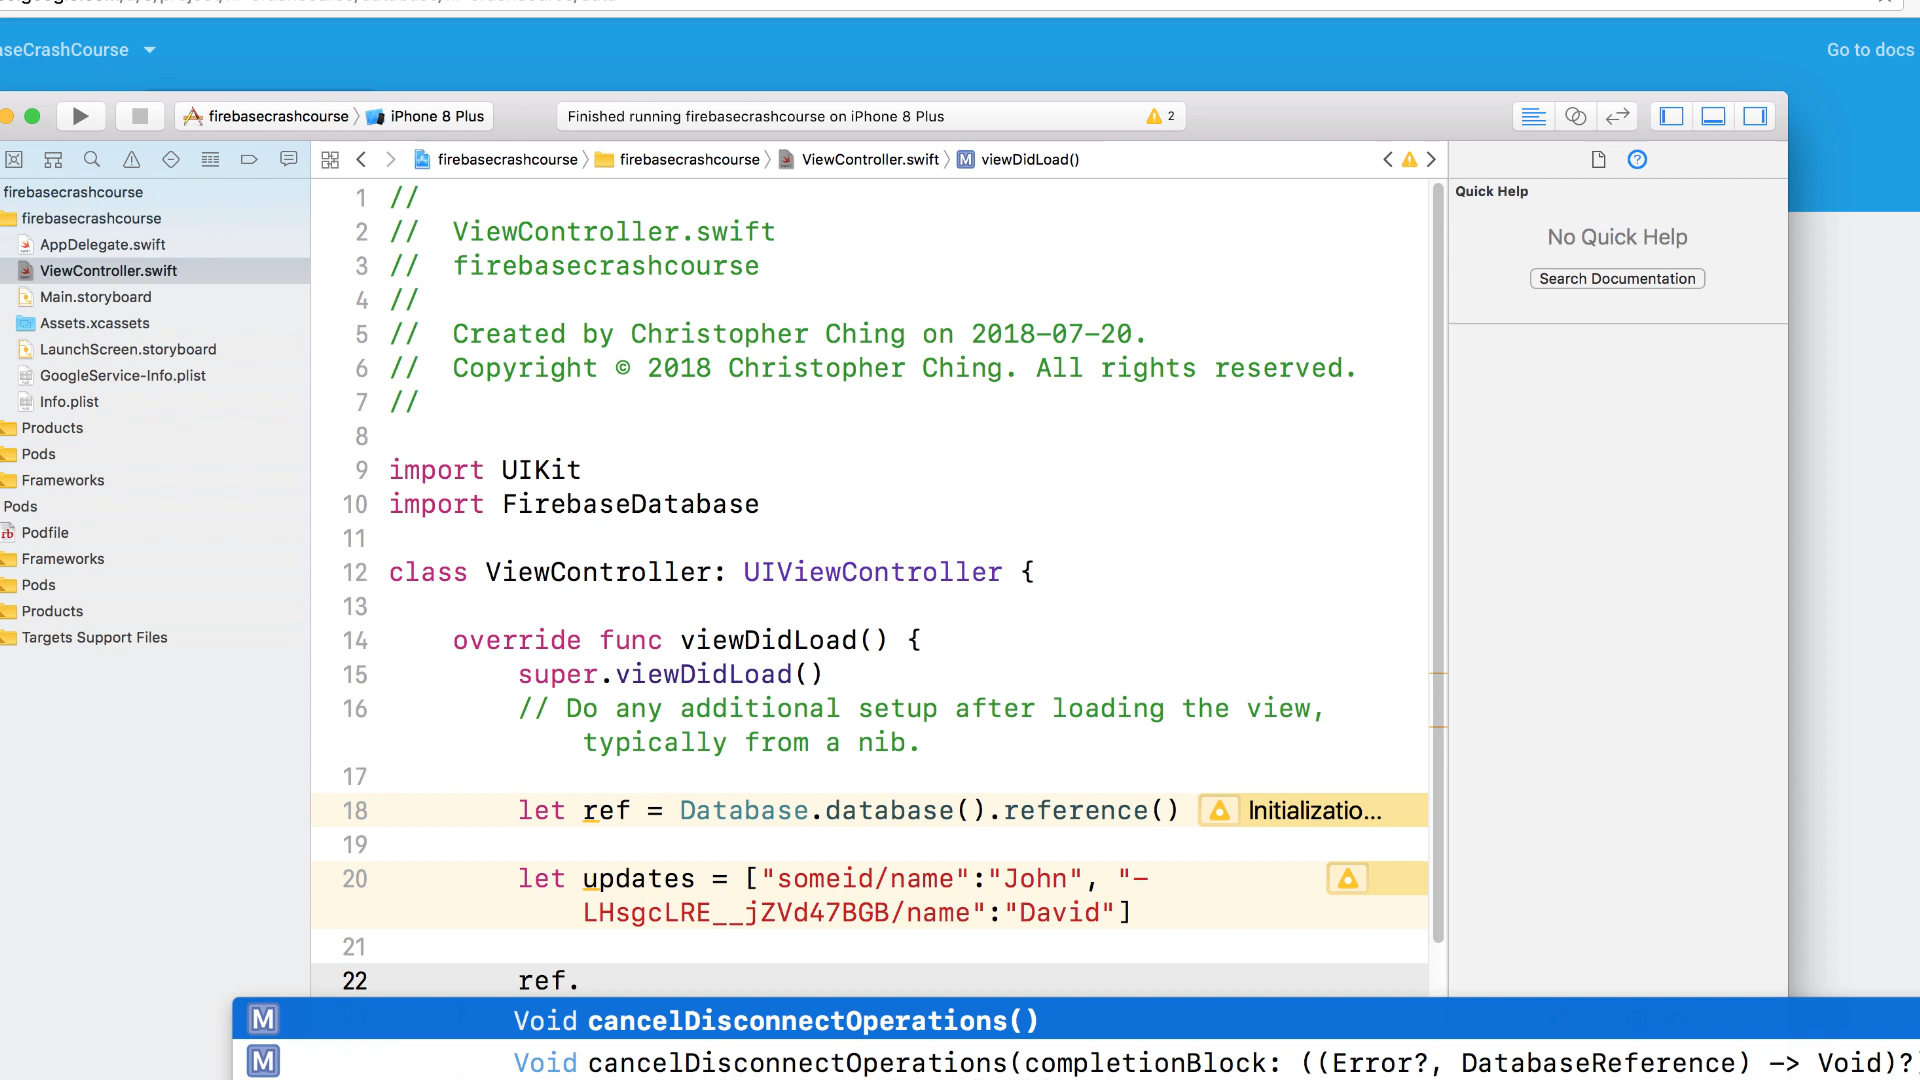 aseCrashCourse
Go to docs
firebasecrashcourse
iPhone 8 Plus
Finished running firebasecrashcourse on iPhone 8 Plus
2
firebasecrashcourse
firebasecrashcourse
ViewController.swift
M viewDidLoad()
firebasecrashcourse
firebasecrashcourse
AppDelegate.swift
ViewController.swift
Main.storyboard
Assets.xcassets
LaunchScreen.storyboard
GoogleService-Info.plist
Info.plist
Products
Pods
Frameworks
Pods
rb Podfile
Frameworks
Pods
Products
Targets Support Files
1 //
2 //  ViewController.swift
3 //  firebasecrashcourse
4 //
5 //  Created by Christopher Ching on 2018-07-20.
6 //  Copyright © 2018 Christopher Ching. All rights reserved.
7 //
8
9 import UIKit
10 import FirebaseDatabase
11
12 class ViewController: UIViewController {
13
14     override func viewDidLoad() {
15         super.viewDidLoad()
16         // Do any additional setup after loading the view,
typically from a nib.
17
18         let ref = Database.database().reference() Initializatio...
19
20         let updates = ["someid/name":"John", "-
LHsgcLRE__jZVd47BGB/name":"David"]
21
22         ref.
M Void cancelDisconnectOperations()
M Void cancelDisconnectOperations(completionBlock: ((Error?, DatabaseReference) -> Void)?
Quick Help
No Quick Help
Search Documentation